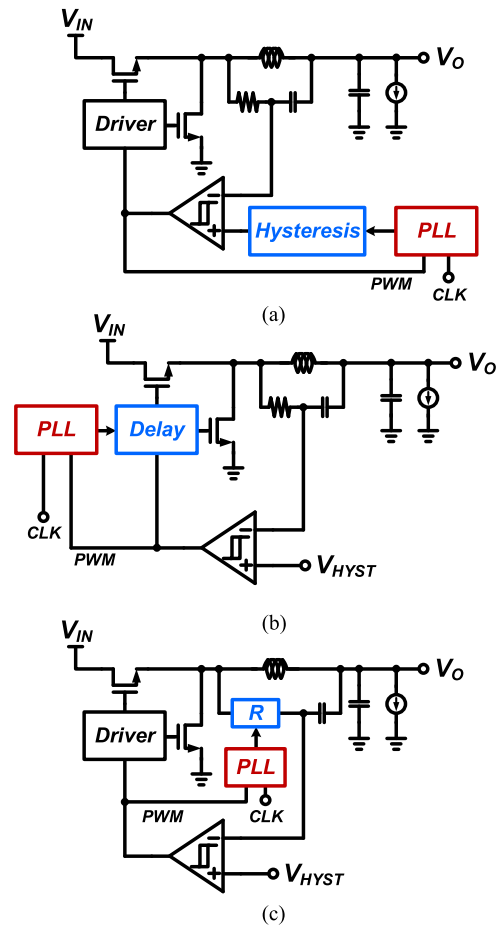 V_IN
V_O
Driver
Hysteresis
PLL
PWM
CLK
(a)
V_IN
V_O
PLL
Delay
CLK
PWM
V_HYST
(b)
V_IN
V_O
R
Driver
PLL
PWM
CLK
V_HYST
(c)